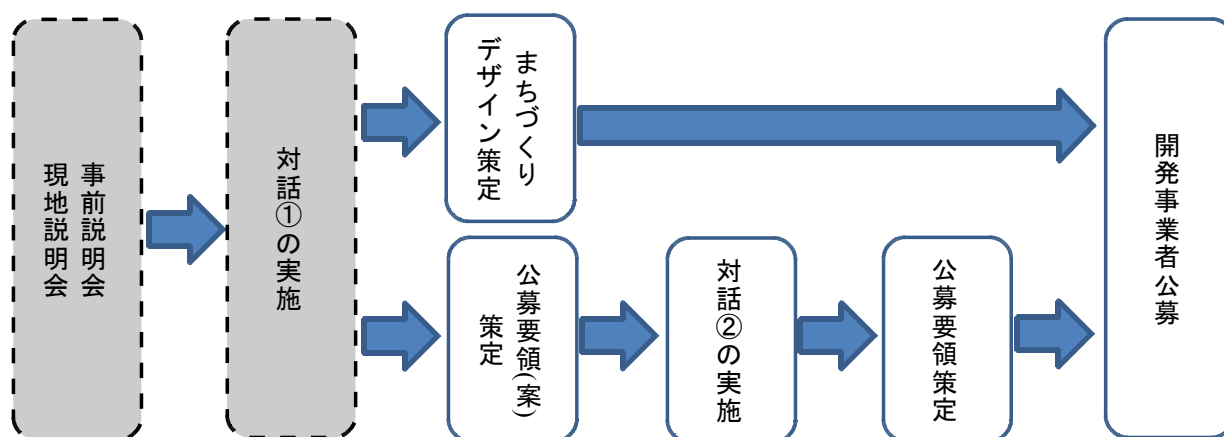 事前説明会
現地説明会
対話①の実施
まちづくり
デザイン策定
公募要領(案)
策定
対話②の実施
公募要領策定
開発事業者公募